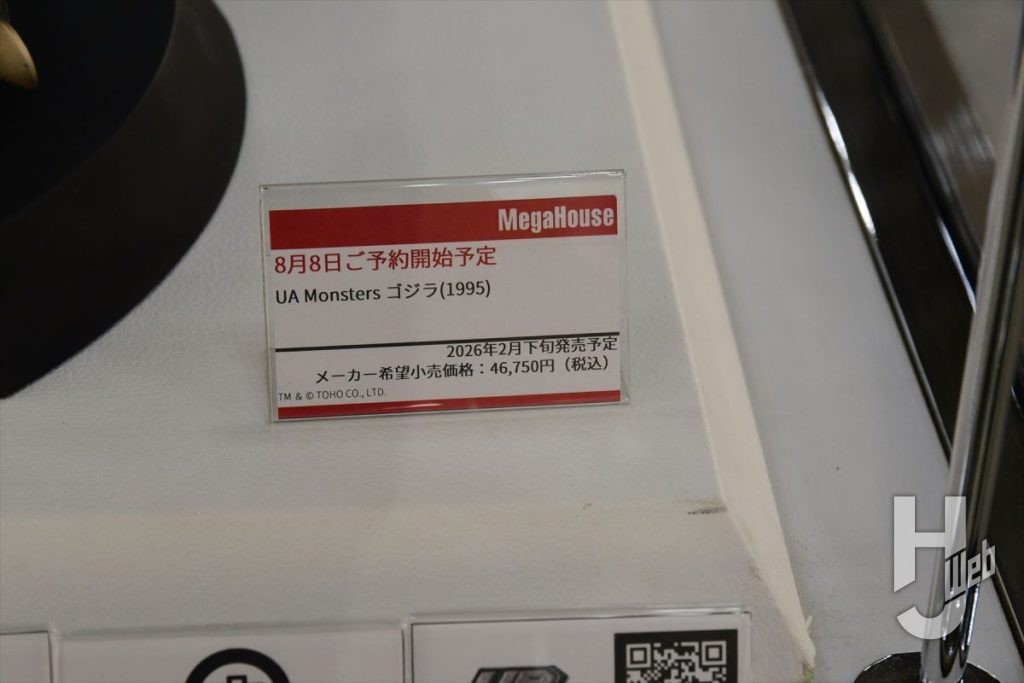 MegaHouse
8月8日ご予約開始予定
UA Monsters ゴジラ(1995)
2026年2月下旬発売予定
メーカー希望小売価格：46,750円（税込）
TM & © TOHO CO., LTD.
HJ Web